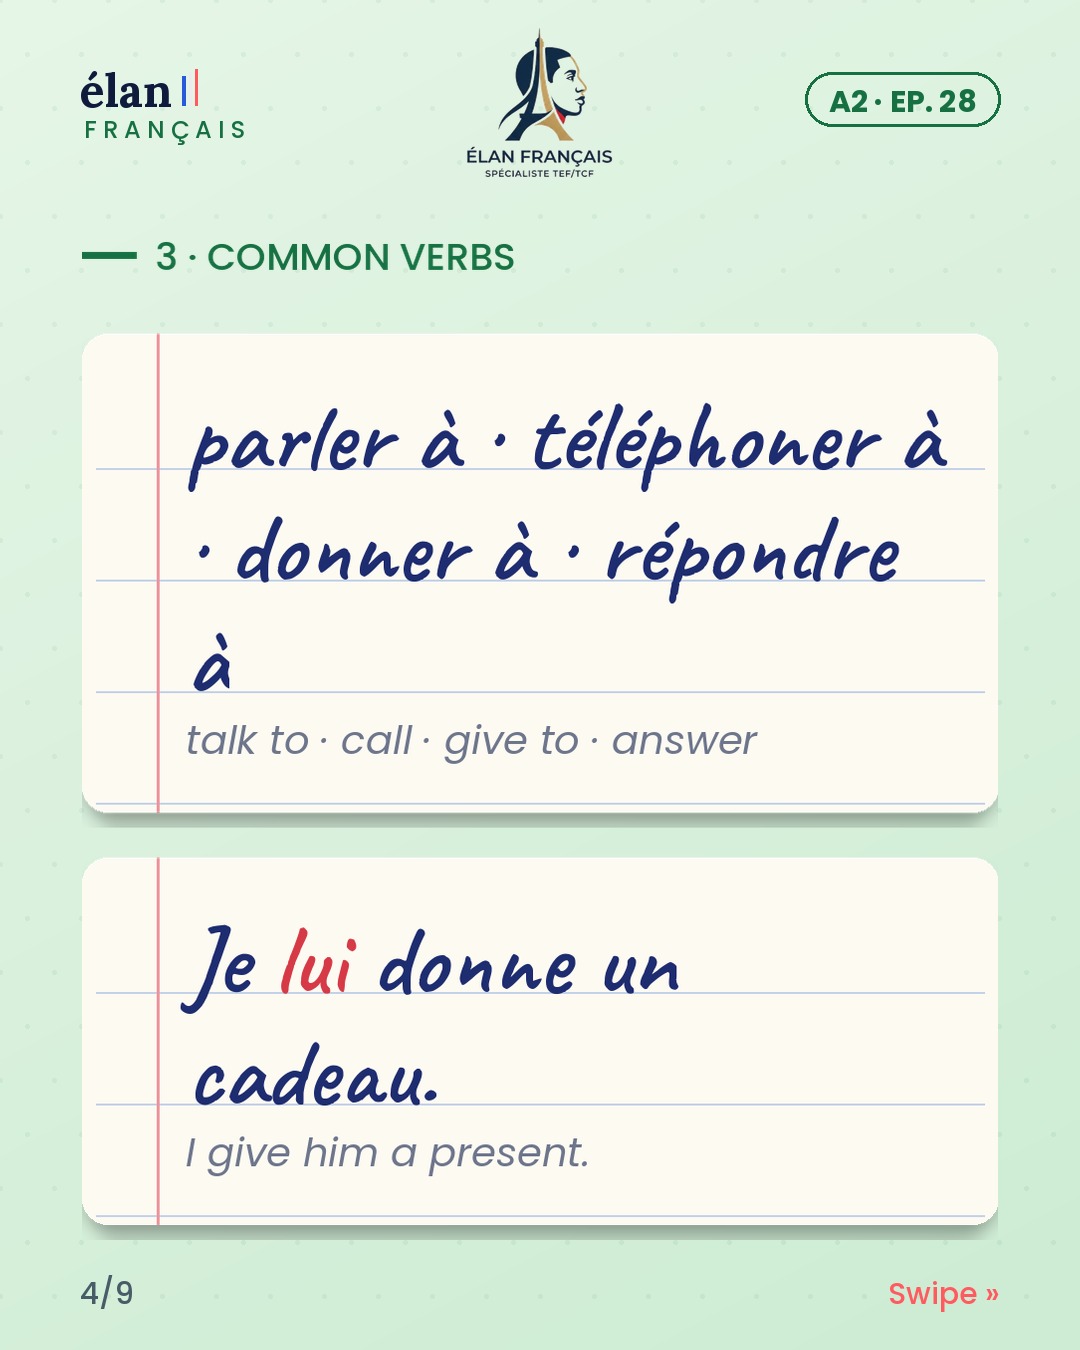 élan
FRANÇAIS
ÉLAN FRANÇAIS
SPÉCIALISTE TEF/TCF
A2 · EP. 28
3 · COMMON VERBS
parler à · téléphoner à
· donner à · répondre
à
talk to · call · give to · answer
Je lui donne un
cadeau.
I give him a present.
4/9
Swipe »